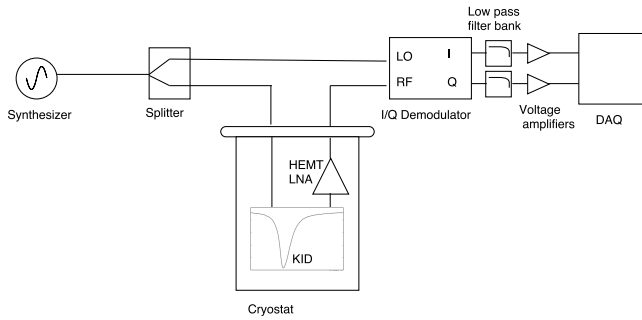 Low pass
filter bank
LO
I
RF
Q
Synthesizer
Splitter
I/Q Demodulator
Voltage
amplifiers
DAQ
HEMT
LNA
KID
Cryostat